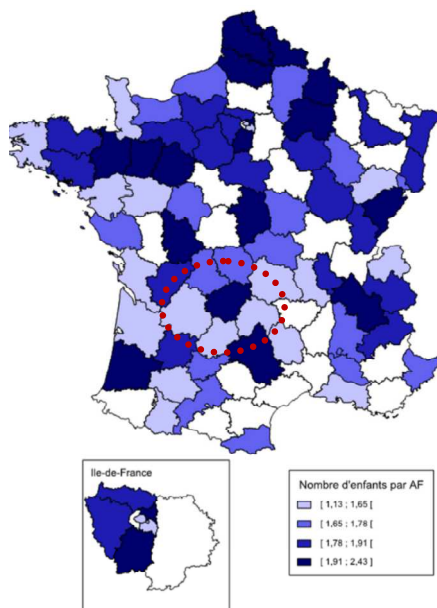 Ile-de-France
Nombre d'enfants par AF
[ 1,13 ; 1,65 [
[ 1,65 ; 1,78 [
[ 1,78 ; 1,91 [
[ 1,91 ; 2,43 [